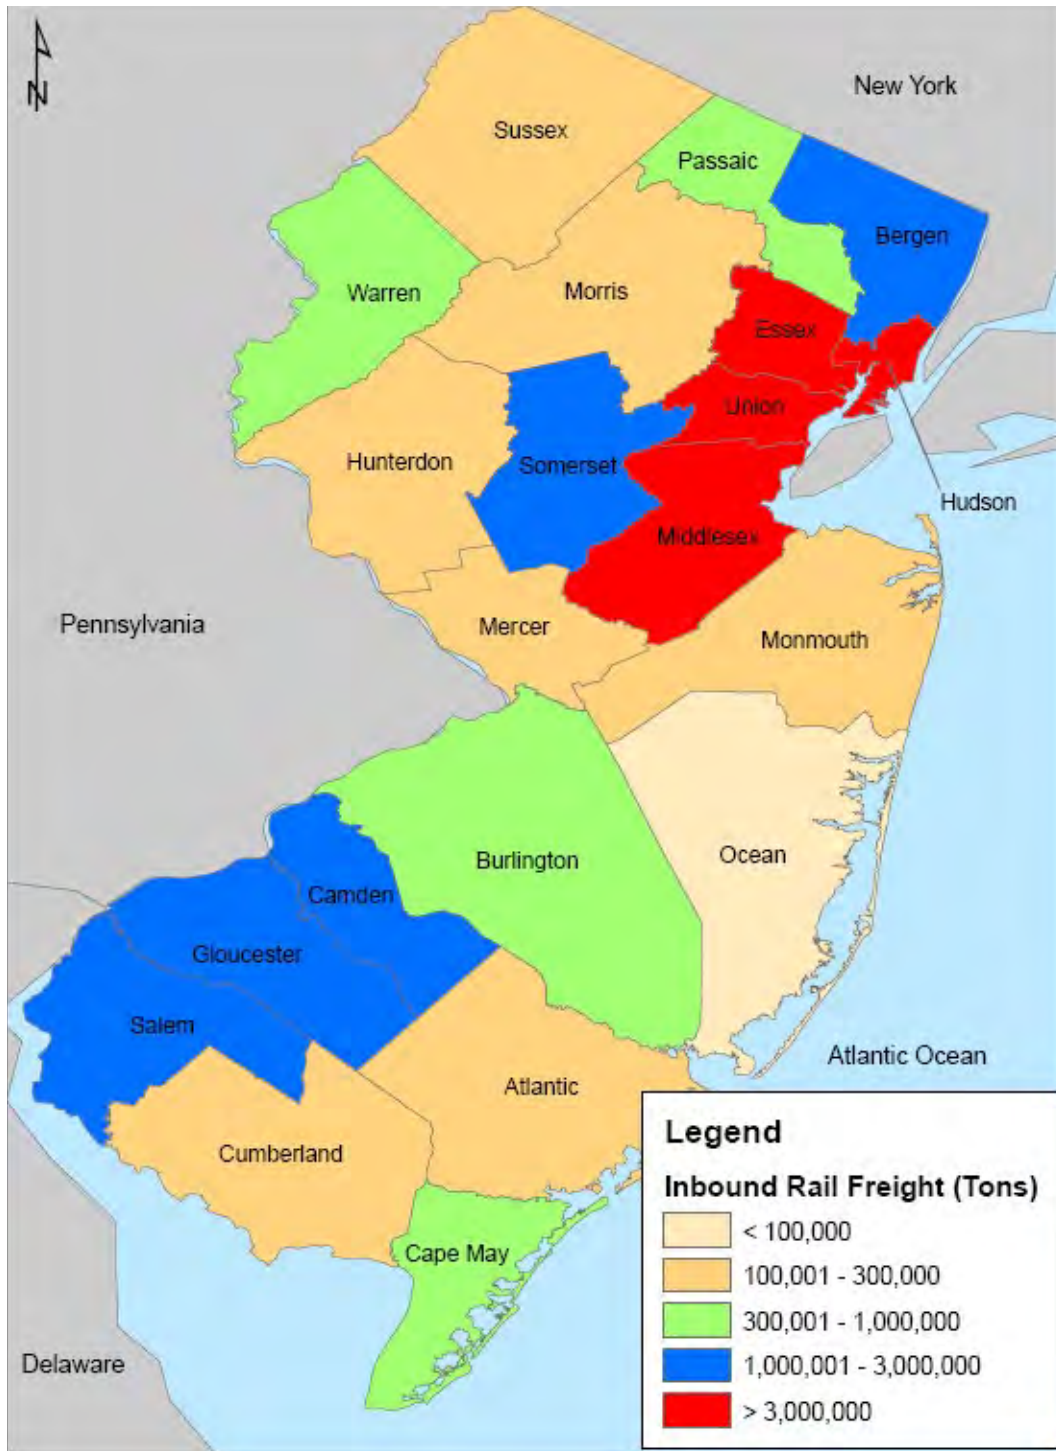 N
New York
Sussex
Passaic
Bergen
Warren
Morris
Essex
Union
Hunterdon
Somerset
Hudson
Middlesex
Pennsylvania
Mercer
Monmouth
Ocean
Burlington
Camden
Gloucester
Salem
Atlantic Ocean
Atlantic
Cumberland
Cape May
Delaware
Legend
Inbound Rail Freight (Tons)
< 100,000
100,001 - 300,000
300,001 - 1,000,000
1,000,001 - 3,000,000
> 3,000,000